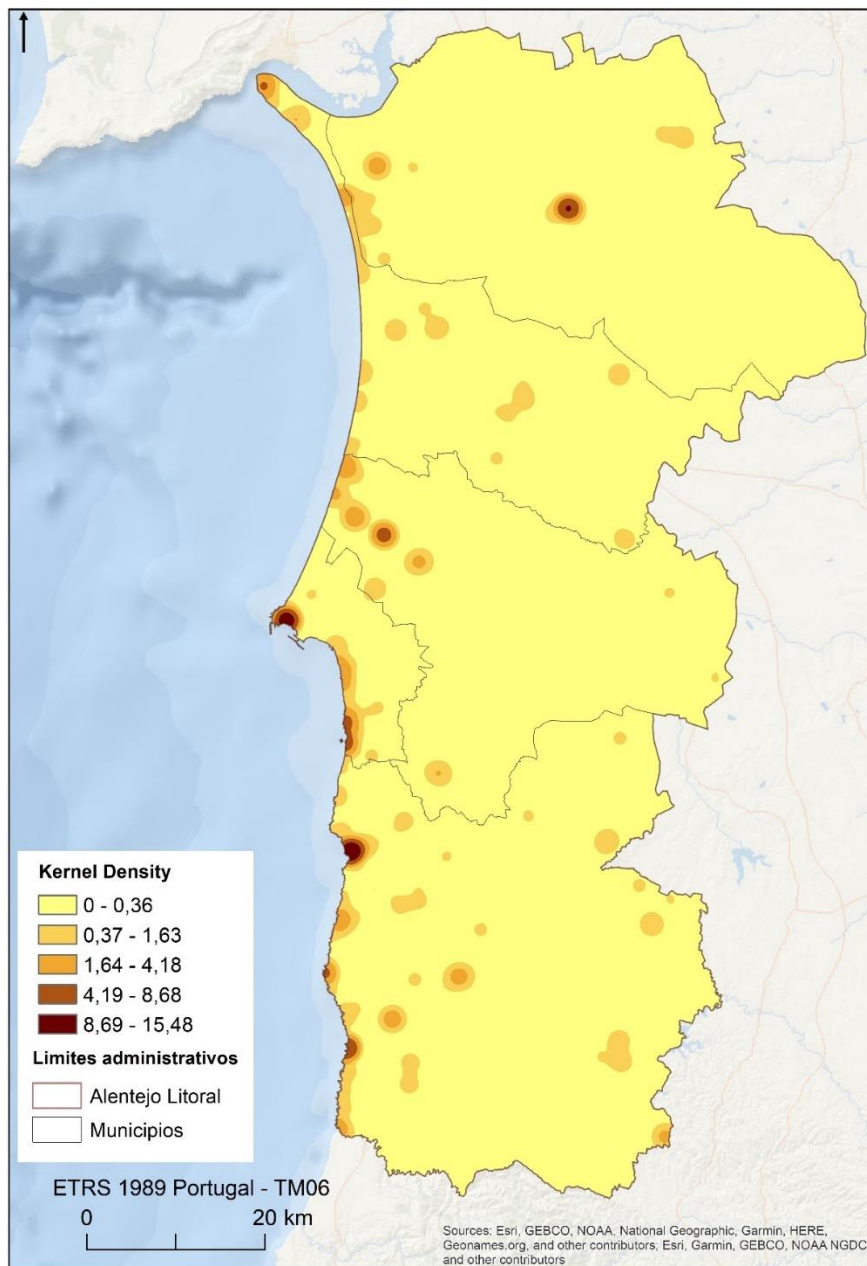 Kernel Density
0 - 0,36
0,37 - 1,63
1,64 - 4,18
4,19 - 8,68
8,69 - 15,48
Limites administrativos
Alentejo Litoral
Municipios
ETRS 1989 Portugal - TM06
0 20 km
Sources: Esri, GEBCO, NOAA, National Geographic, Garmin, HERE,
Geonames.org, and other contributors, Esri, Garmin, GEBCO, NOAA NGDC
and other contributors